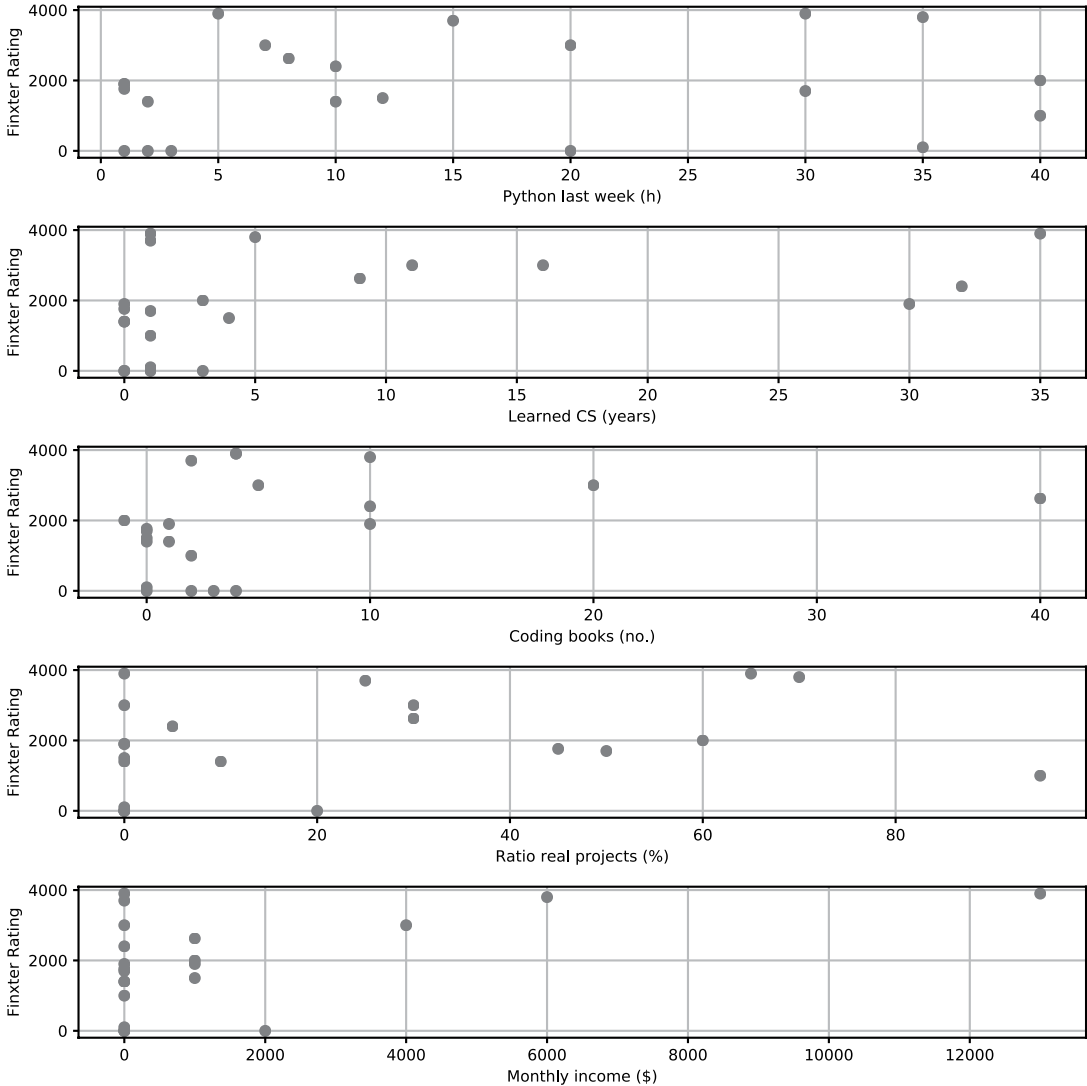 4000
2000
0
Finxter Rating
0 5 10 15 20 25 30 35 40
Python last week (h)
4000
2000
0
Finxter Rating
0 5 10 15 20 25 30 35
Learned CS (years)
4000
2000
0
Finxter Rating
0 10 20 30 40
Coding books (no.)
4000
2000
0
Finxter Rating
0 20 40 60 80
Ratio real projects (%)
4000
2000
0
Finxter Rating
0 2000 4000 6000 8000 10000 12000
Monthly income ($)